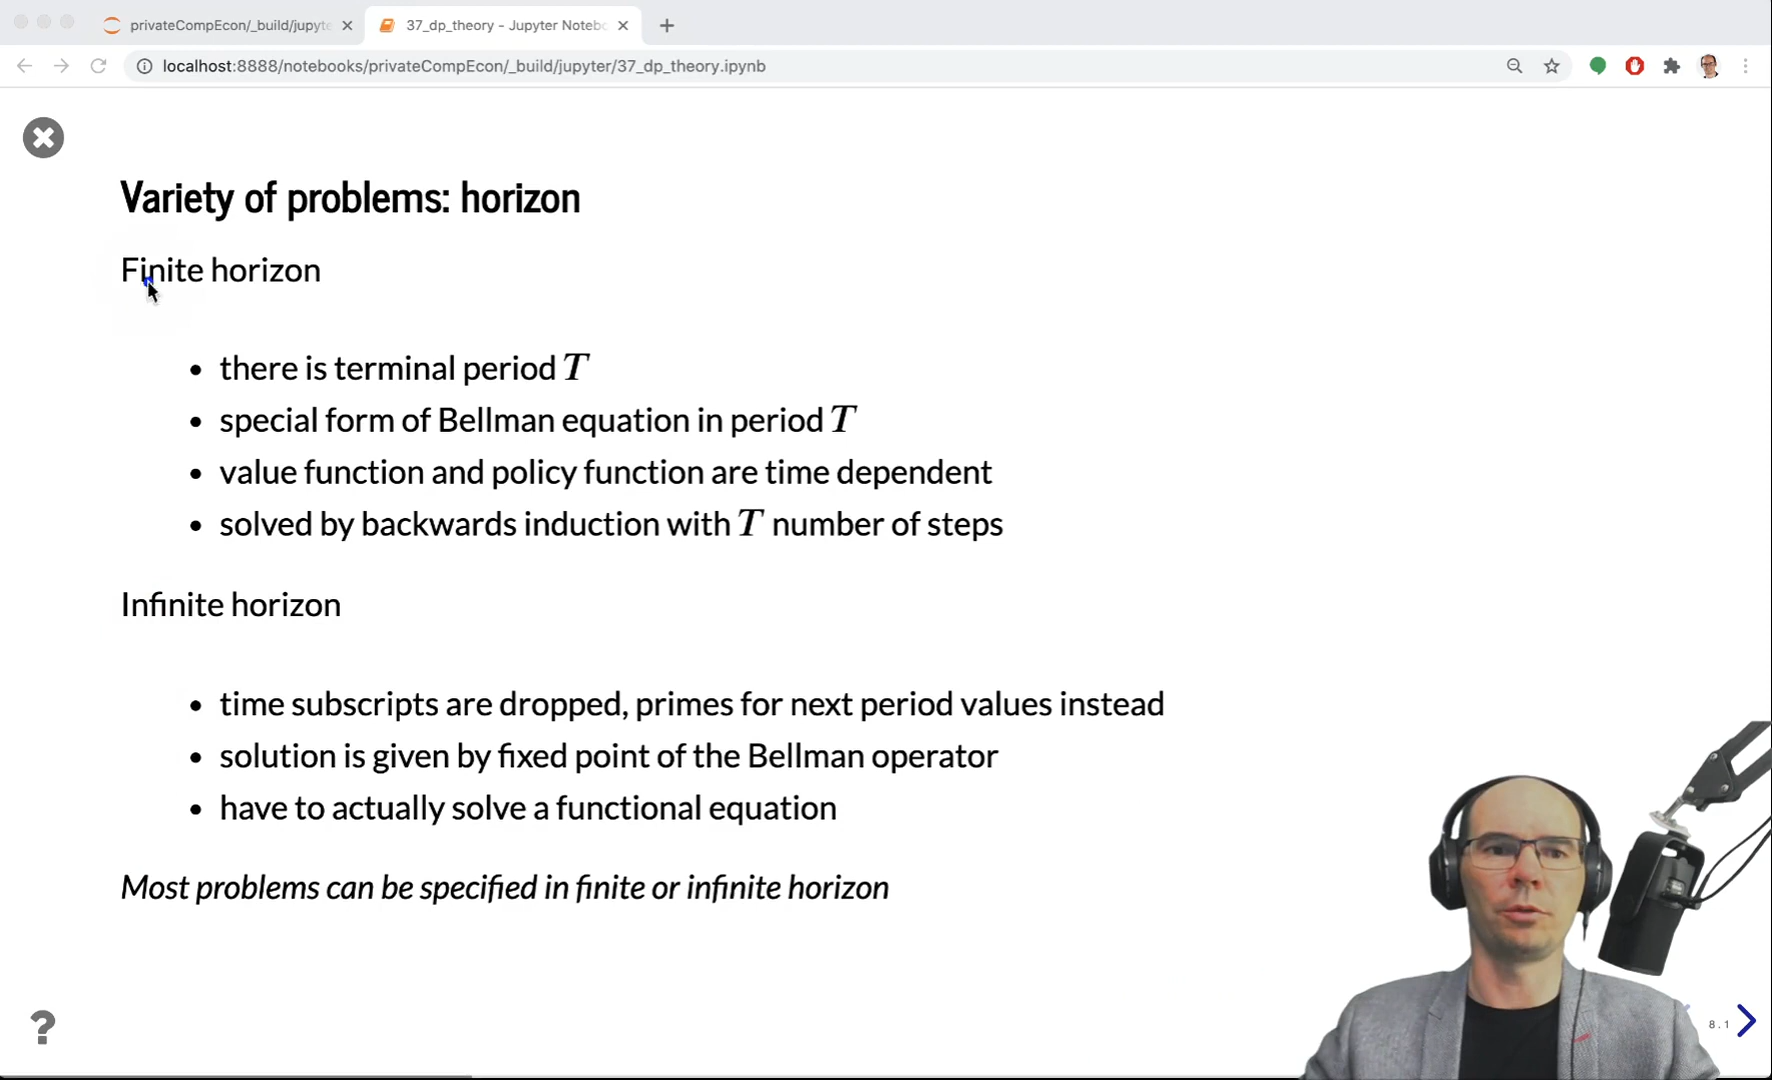 privateCompEcon/_build/jupyte
37_dp_theory - Jupyter Notebo
localhost:8888/notebooks/privateCompEcon/_build/jupyter/37_dp_theory.ipynb
Variety of problems: horizon
Finite horizon
• there is terminal period T
• special form of Bellman equation in period T
• value function and policy function are time dependent
• solved by backwards induction with T number of steps
Infinite horizon
• time subscripts are dropped, primes for next period values instead
• solution is given by fixed point of the Bellman operator
• have to actually solve a functional equation
Most problems can be specified in finite or infinite horizon
?
8.1